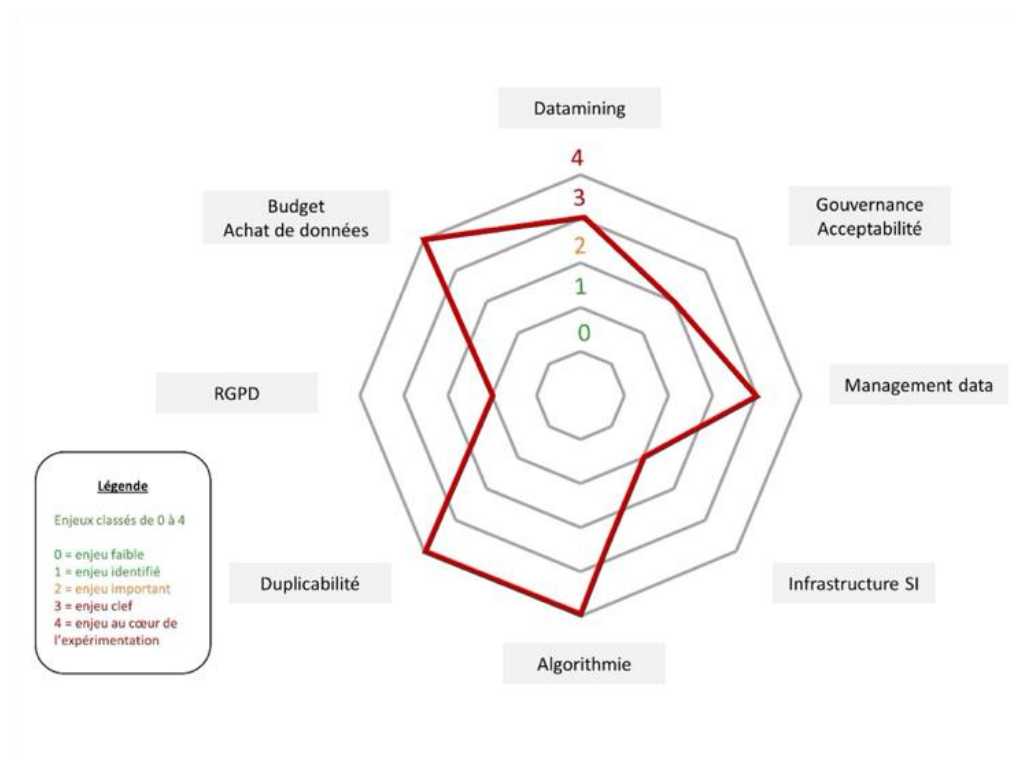 Datamining
4
3
2
1
0
Budget
Achat de données
Gouvernance
Acceptabilité
RGPD
Management data
Légende
Enjeux classés de 0 à 4
0 = enjeu faible
1 = enjeu identifié
2 = enjeu important
3 = enjeu clef
4 = enjeu au cœur de
l'expérimentation
Duplicabilité
Infrastructure SI
Algorithmie